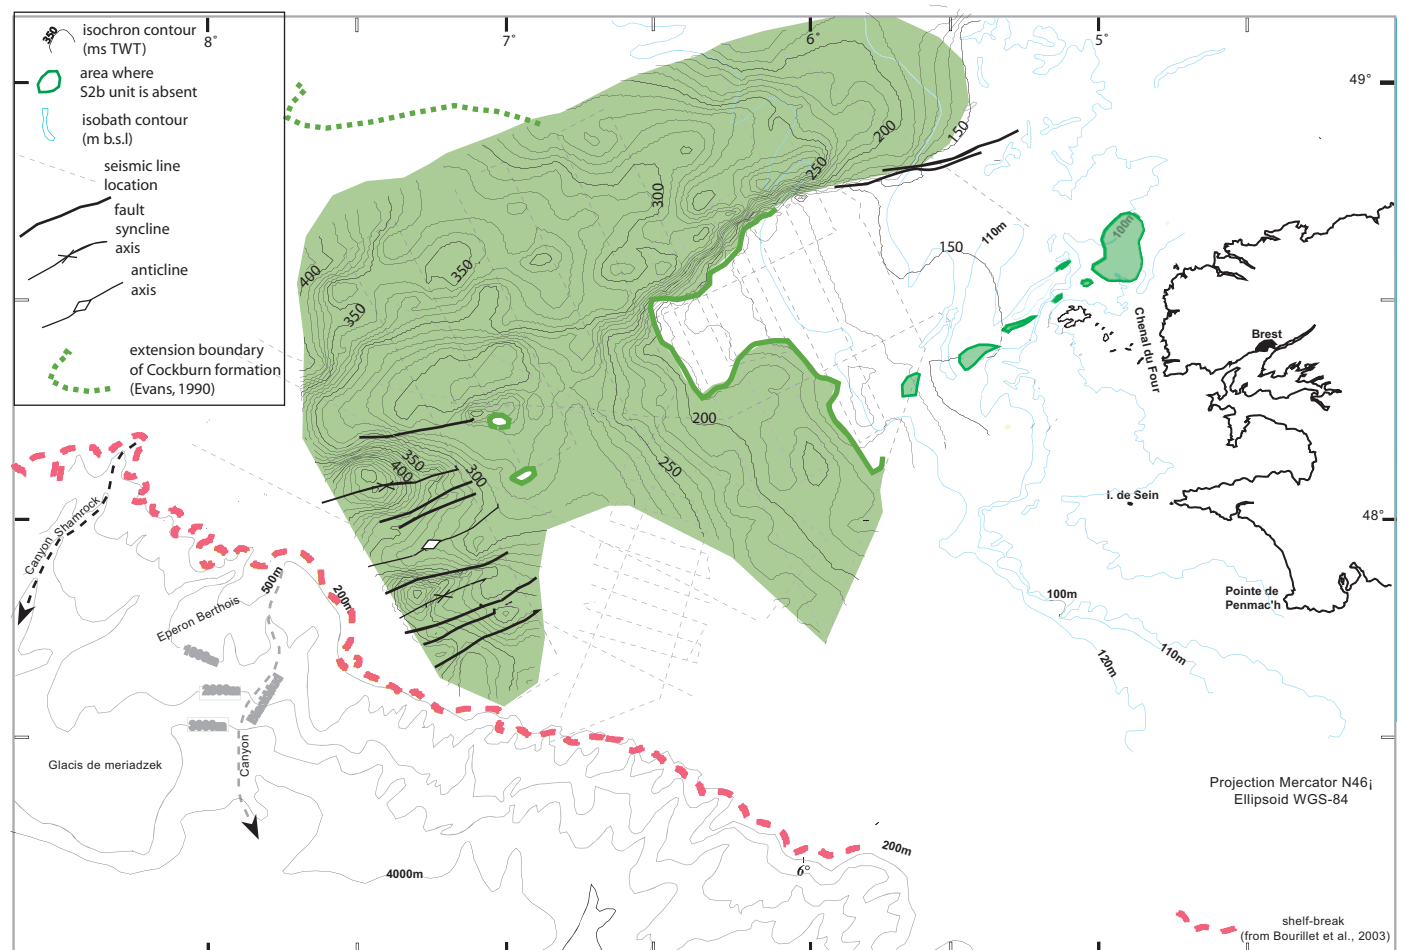 350
isochron contour
(ms TWT)
area where
S2b unit is absent
isobath contour
(m b.s.l)
seismic line
location
fault
syncline
axis
anticline
axis
extension boundary
of Cockburn formation
(Evans, 1990)
8°
7°
6°
5°
49°
48°
200
150
250
300
400
350
350
150
110m
100m
Chenal du Four
Brest
200
250
350
400
300
I. de Sein
Pointe de
Penmac'h
100m
120m
110m
Canyon Shamrock
500m
200m
Eperon Berthois
1000m
2000m
3000m
Glacis de meriadzek
Canyon
4000m
200m
6°
Projection Mercator N46¡
Ellipsoid WGS-84
shelf-break
(from Bourillet et al., 2003)